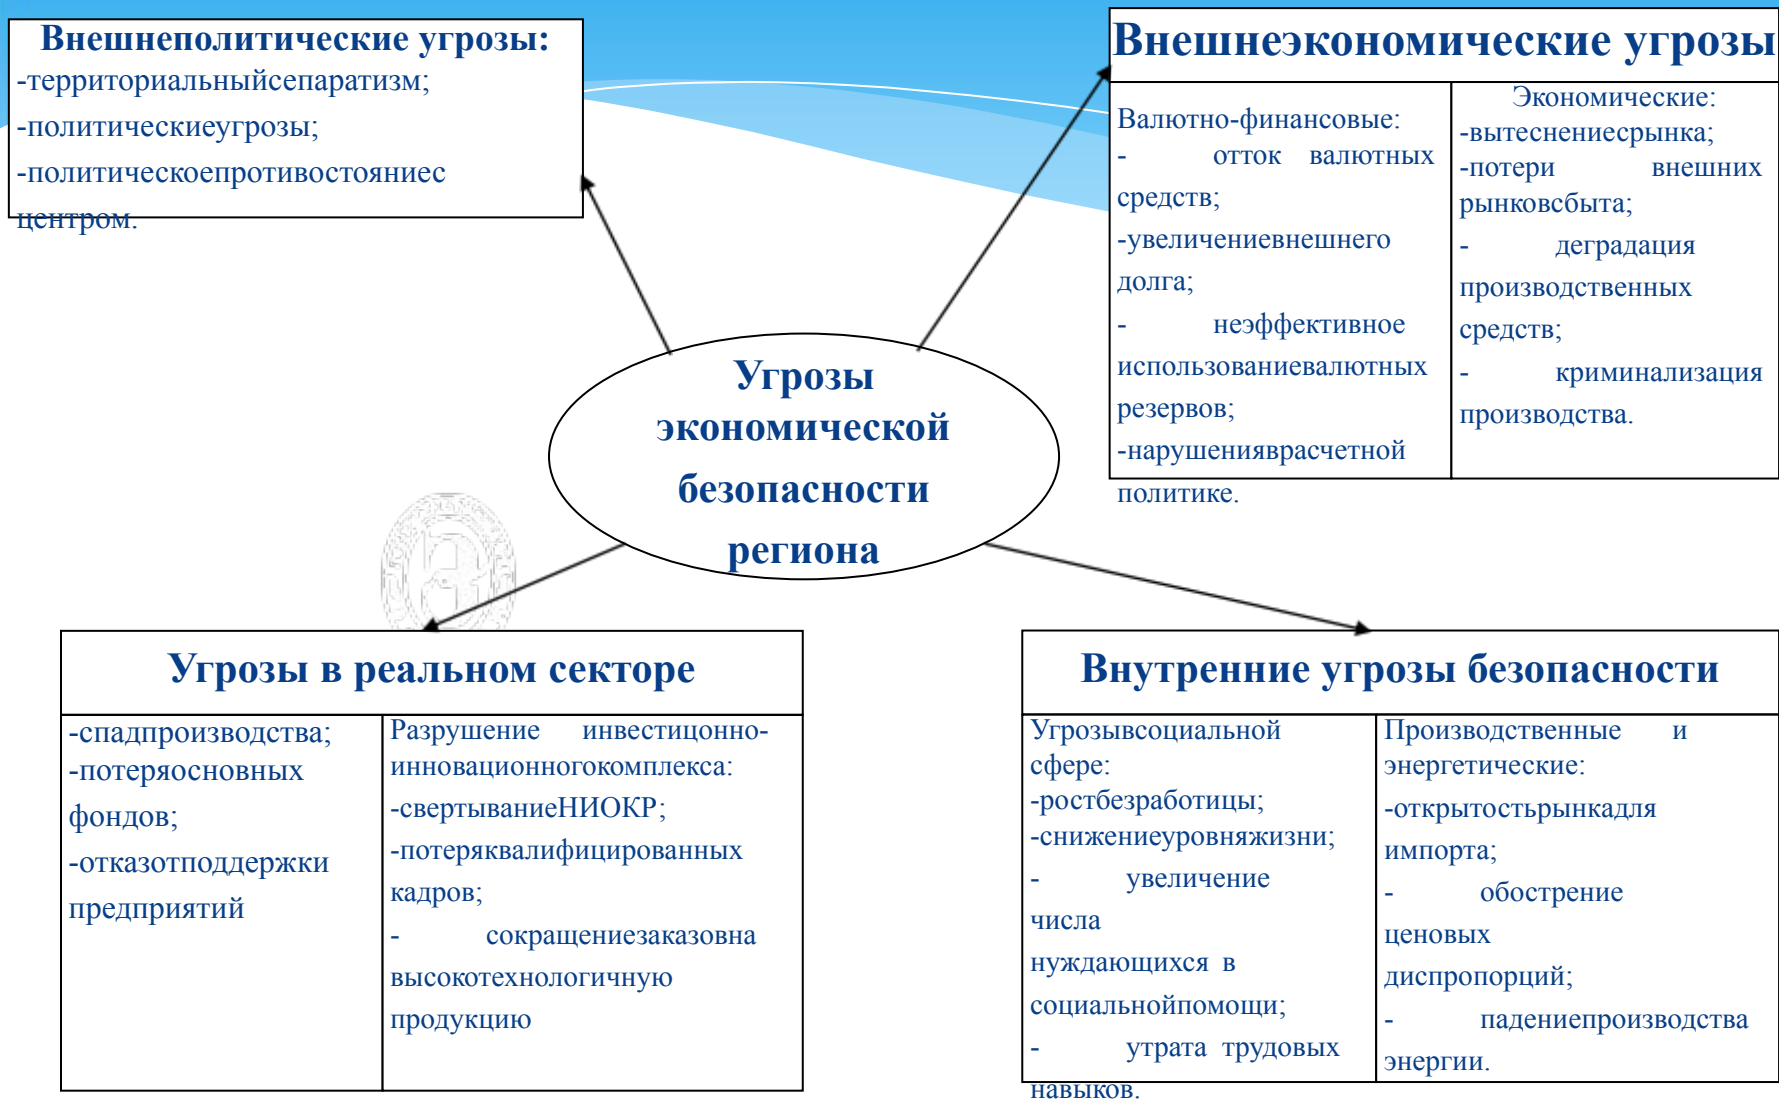 Внешнеполитические угрозы:
-территориальныйсепаратизм;
-политическиеугрозы;
-политическоепротивостояниес
центром.
Внешнеэкономические угрозы
Валютно-финансовые:
- отток валютных
средств;
-увеличениевнешнего
долга;
- неэффективное
использованиевалютных
резервов;
-нарушенияврасчетной
политике.
Экономические:
-вытеснениесрынка;
-потери внешних
рынковсбыта;
- деградация
производственных
средств;
- криминализация
производства.
Угрозы
экономической
безопасности
региона
Угрозы в реальном секторе
-спадпроизводства;
-потеряосновных
фондов;
-отказотподдержки
предприятий
Разрушение инвестицонно-
инновационногокомплекса:
-свертываниеНИОКР;
-потеряквалифицированных
кадров;
- сокращениезаказовна
высокотехнологичную
продукцию
Внутренние угрозы безопасности
Угрозывсоциальной
сфере:
-ростбезработицы;
-снижениеуровняжизни;
- увеличение
числа
нуждающихся в
социальнойпомощи;
- утрата трудовых
навыков.
Производственные и
энергетические:
-открытостьрынкадля
импорта;
- обострение
ценовых
диспропорций;
- падениепроизводства
энергии.